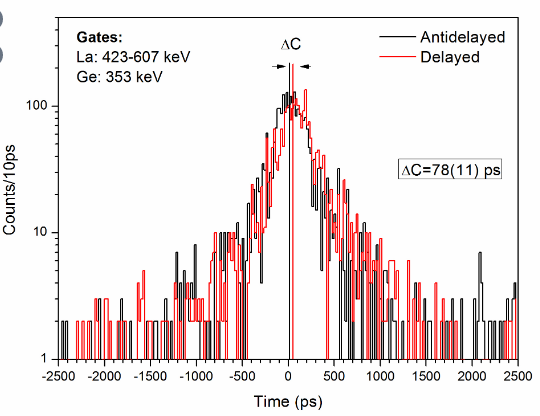 Gates:
La: 423-607 keV
Ge: 353 keV
ΔC
Antidelayed
Delayed
ΔC=78(11) ps
Counts/10ps
100
10
1
-2500 -2000 -1500 -1000 -500 0 500 1000 1500 2000 2500
Time (ps)